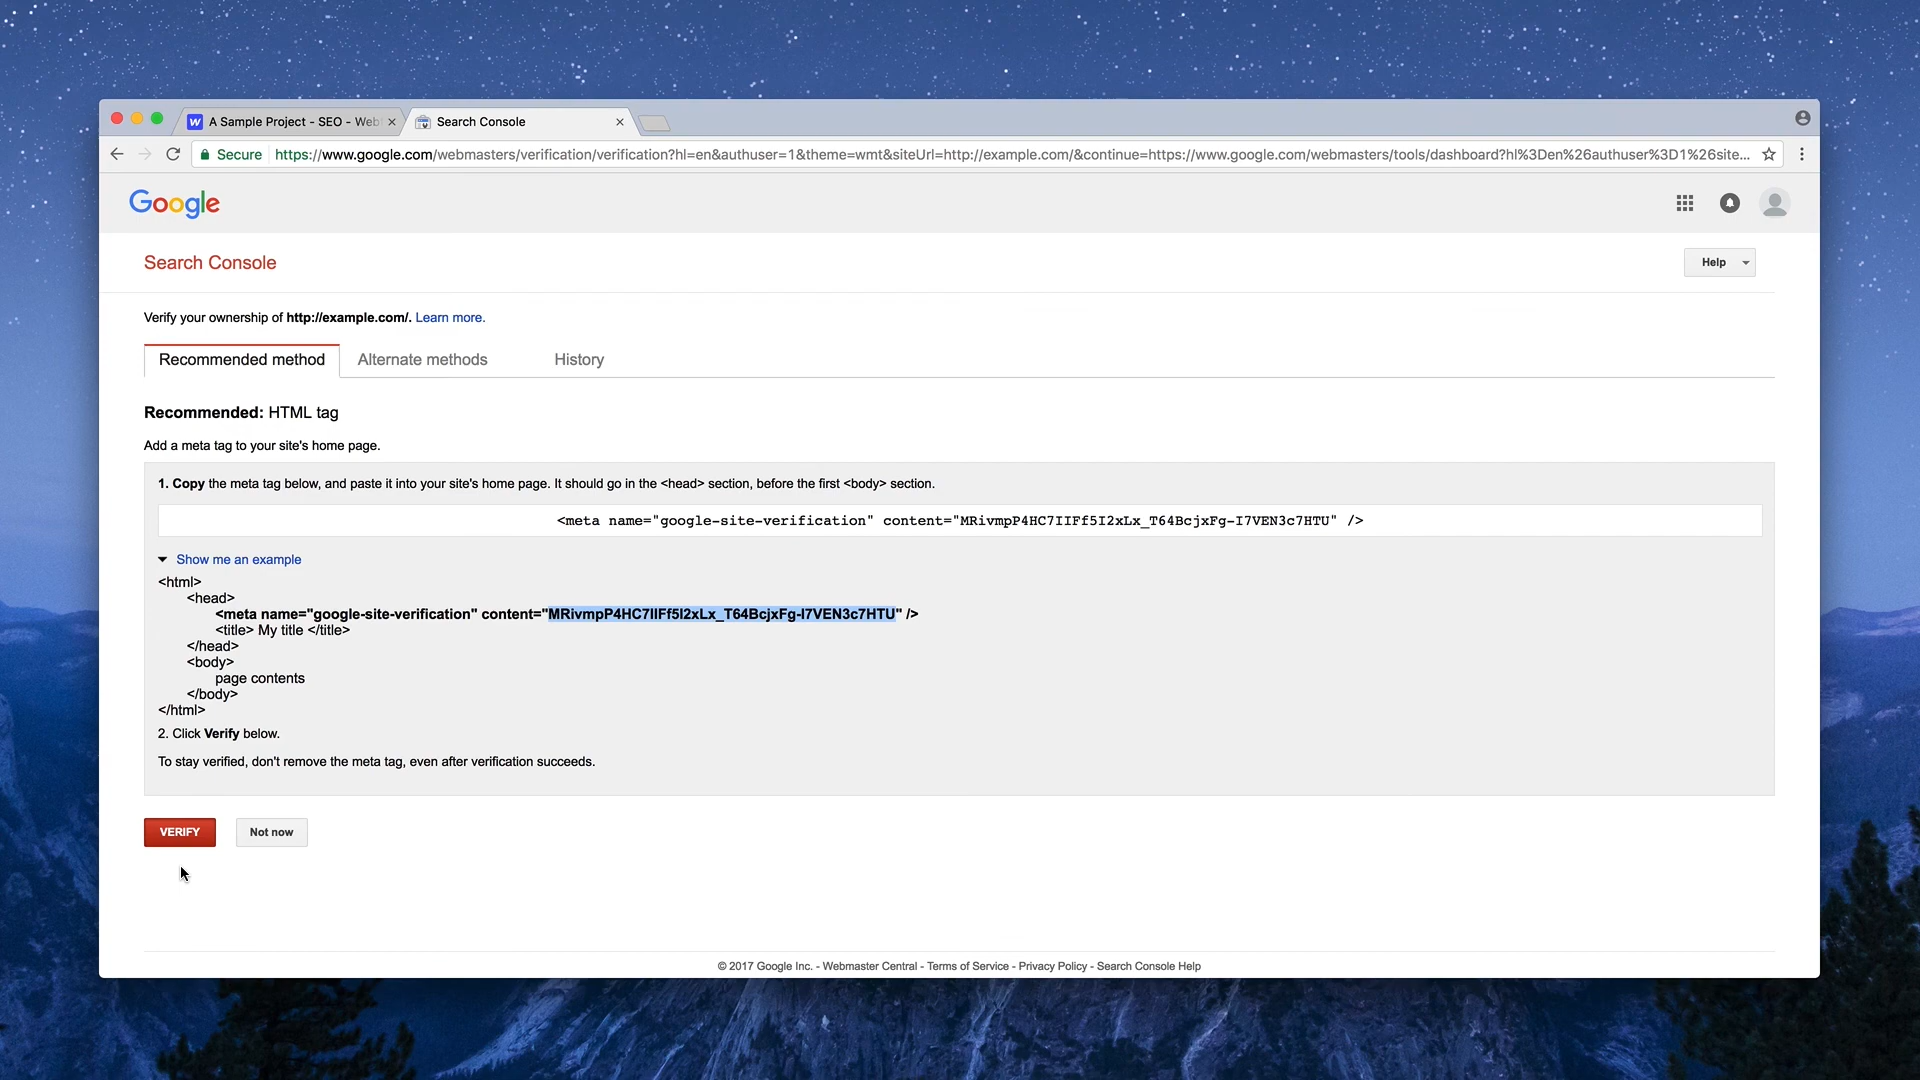 A Sample Project - SEO - Web
Search Console
Secure
https://www.google.com/webmasters/verification/verification?hl=en&authuser=1&theme=wmt&siteUrl=http://example.com/&continue=https://www.google.com/webmasters/tools/dashboard?hl%3Den%26authuser%3D1%26site...
Google
Search Console
Help
Verify your ownership of http://example.com/. Learn more.
Recommended method
Alternate methods
History
Recommended: HTML tag
Add a meta tag to your site's home page.
1. Copy the meta tag below, and paste it into your site's home page. It should go in the <head> section, before the first <body> section.
<meta name="google-site-verification" content="MRivmpP4HC7IIFf5I2xLx_T64BcjxFg-I7VEN3c7HTU" />
Show me an example
<html>
<head>
<meta name="google-site-verification" content="MRivmpP4HC7IIFf5I2xLx_T64BcjxFg-I7VEN3c7HTU" />
<title> My title </title>
</head>
<body>
page contents
</body>
</html>
2. Click Verify below.
To stay verified, don't remove the meta tag, even after verification succeeds.
VERIFY
Not now
© 2017 Google Inc. - Webmaster Central - Terms of Service - Privacy Policy - Search Console Help